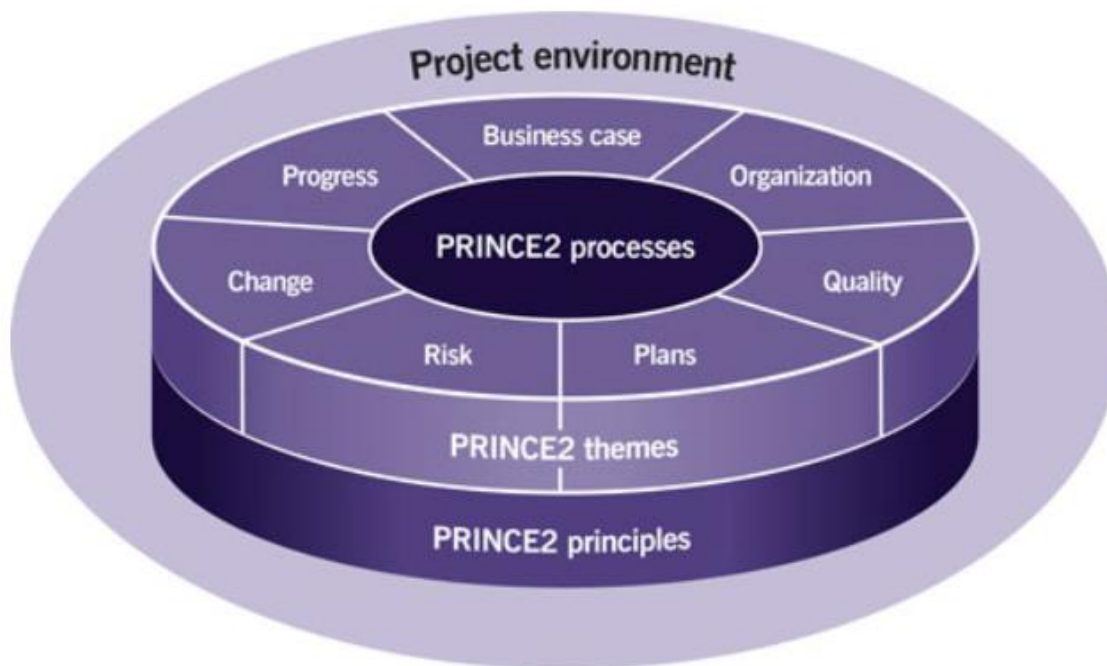 Project environment
Business case
Progress
Organization
PRINCE2 processes
Change
Quality
Risk
Plans
PRINCE2 themes
PRINCE2 principles